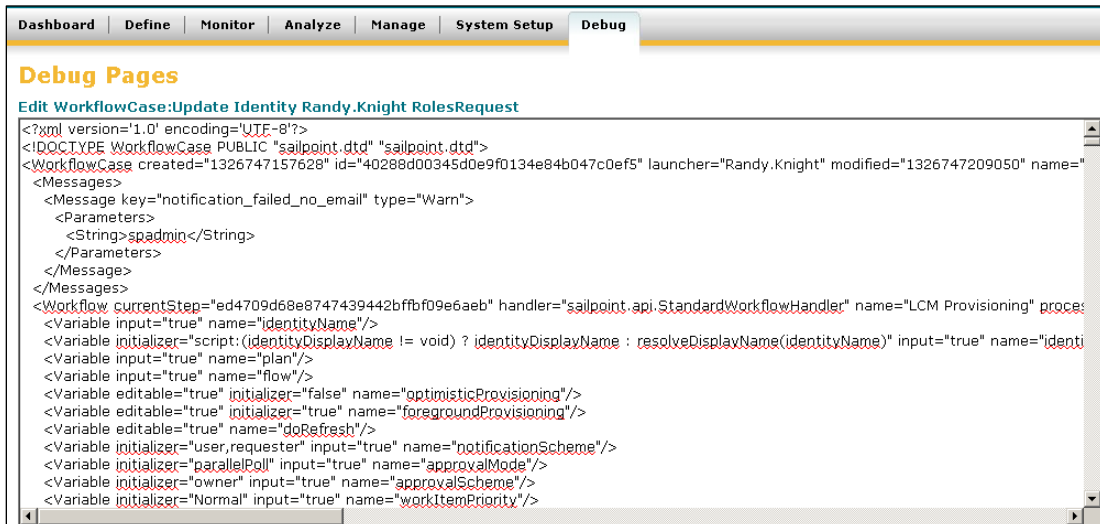 Dashboard | Define | Monitor | Analyze | Manage | System Setup Debug
Debug Pages
Edit WorkflowCase:Update Identity Randy.Knight RolesRequest
<?xml version='1.0' encoding='UTF-8'?>
<!DOCTYPE WorkflowCase PUBLIC "sailpoint.dtd" "sailpoint.dtd">
<WorkflowCase created="1326747157628" id="40288d00345d0e9f0134e84b047c0ef5" launcher="Randy.Knight" modified="1326747209050" name="
<Messages>
<Message key="notification_failed_no_email" type="Warn">
<Parameters>
<String>spadmin</String>
</Parameters>
</Message>
</Messages>
<Workflow currentStep="ed4709d68e8747439442bffbf09e6aeb" handler="sailpoint.api.StandardWorkflowHandler" name="LCM Provisioning" proces
<Variable input="true" name="identityName"/>
<Variable initializer="script:(identityDisplayName != void) ? identityDisplayName : resolveDisplayName(identityName)" input="true" name="identi
<Variable input="true" name="plan"/>
<Variable input="true" name="flow"/>
<Variable editable="true" initializer="false" name="optimisticProvisioning"/>
<Variable editable="true" initializer="true" name="foregroundProvisioning"/>
<Variable editable="true" name="doRefresh"/>
<Variable initializer="user,requester" input="true" name="notificationScheme"/>
<Variable initializer="parallelPoll" input="true" name="approvalMode"/>
<Variable initializer="owner" input="true" name="approvalScheme"/>
<Variable initializer="Normal" input="true" name="workItemPriority"/>